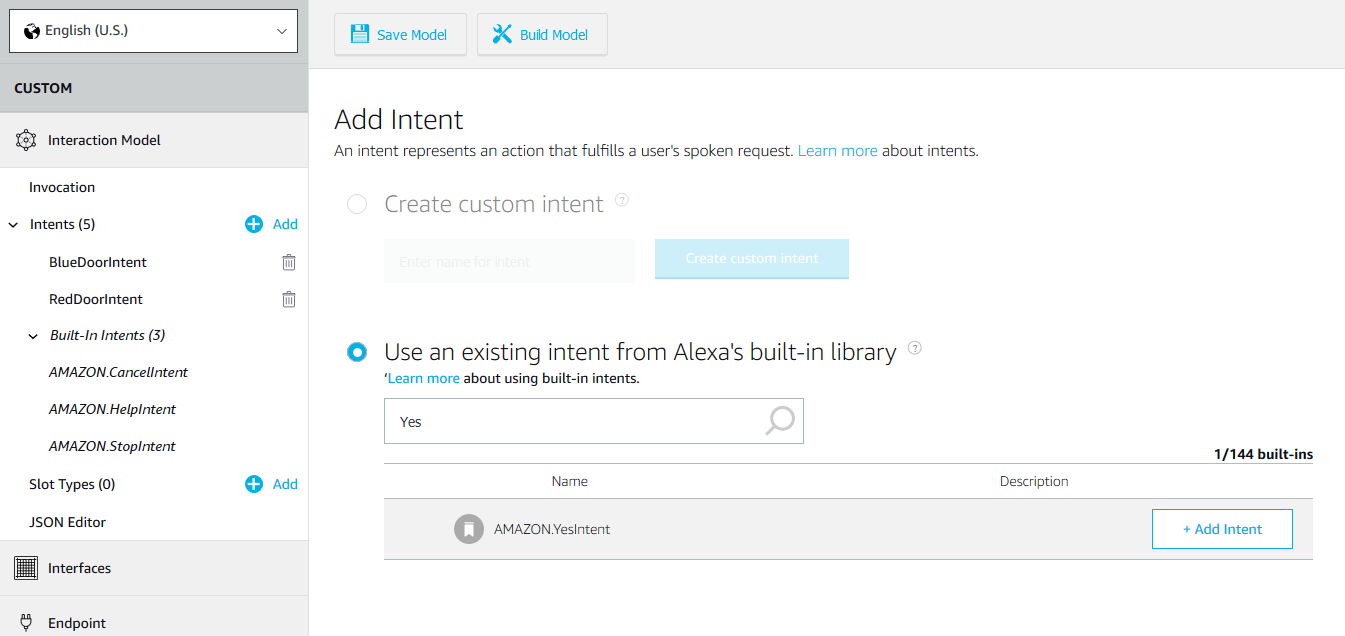 English (U.S.)
Save Model
Build Model
CUSTOM
Interaction Model
Invocation
Intents (5)
Add
BlueDoorIntent
RedDoorIntent
Built-In Intents (3)
AMAZON.CancelIntent
AMAZON.HelpIntent
AMAZON.StopIntent
Slot Types (0)
Add
JSON Editor
Interfaces
Endpoint
Add Intent
An intent represents an action that fulfills a user's spoken request. Learn more about intents.
Create custom intent ?
Enter name for intent
Create custom intent
Use an existing intent from Alexa's built-in library ?
‘Learn more about using built-in intents.
Yes
1/144 built-ins
Name
Description
AMAZON.YesIntent
+ Add Intent